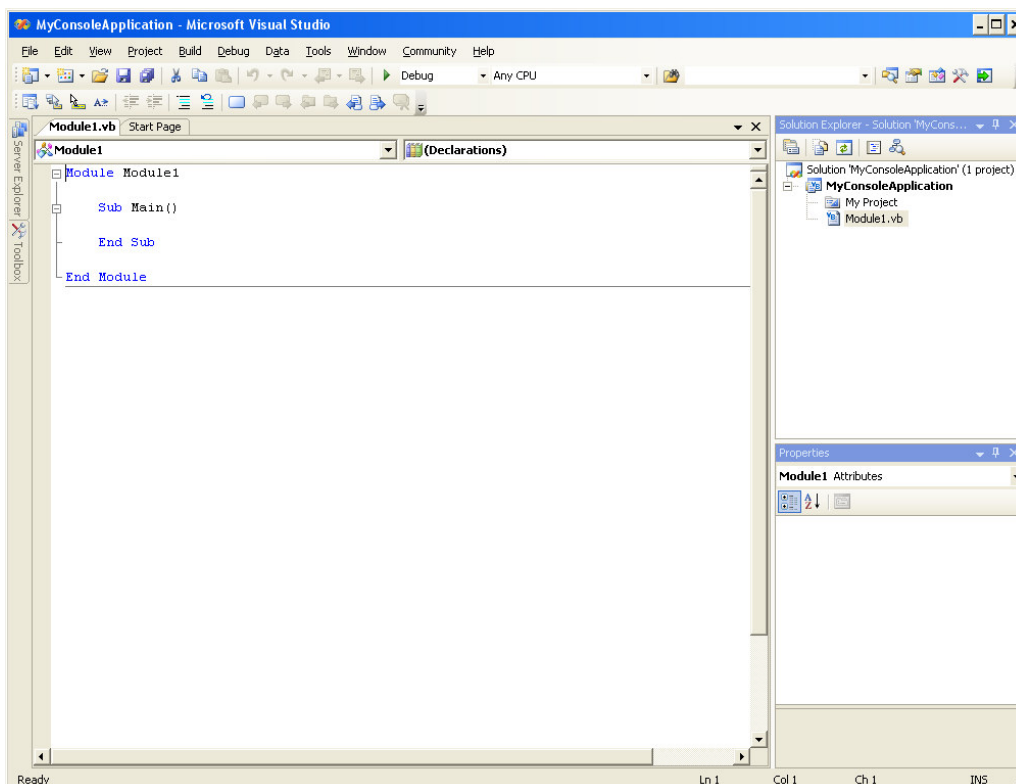 MyConsoleApplication - Microsoft Visual Studio
File Edit View Project Build Debug Data Tools Window Community Help
Debug Any CPU
Module1.vb Start Page
Module1 (Declarations)
Server Explorer
Toolbox
Module Module1
Sub Main()
End Sub
End Module
Solution Explorer - Solution 'MyCons...
Solution 'MyConsoleApplication' (1 project)
MyConsoleApplication
My Project
Module1.vb
Properties
Module1 Attributes
Ready Ln 1 Col 1 Ch 1 INS